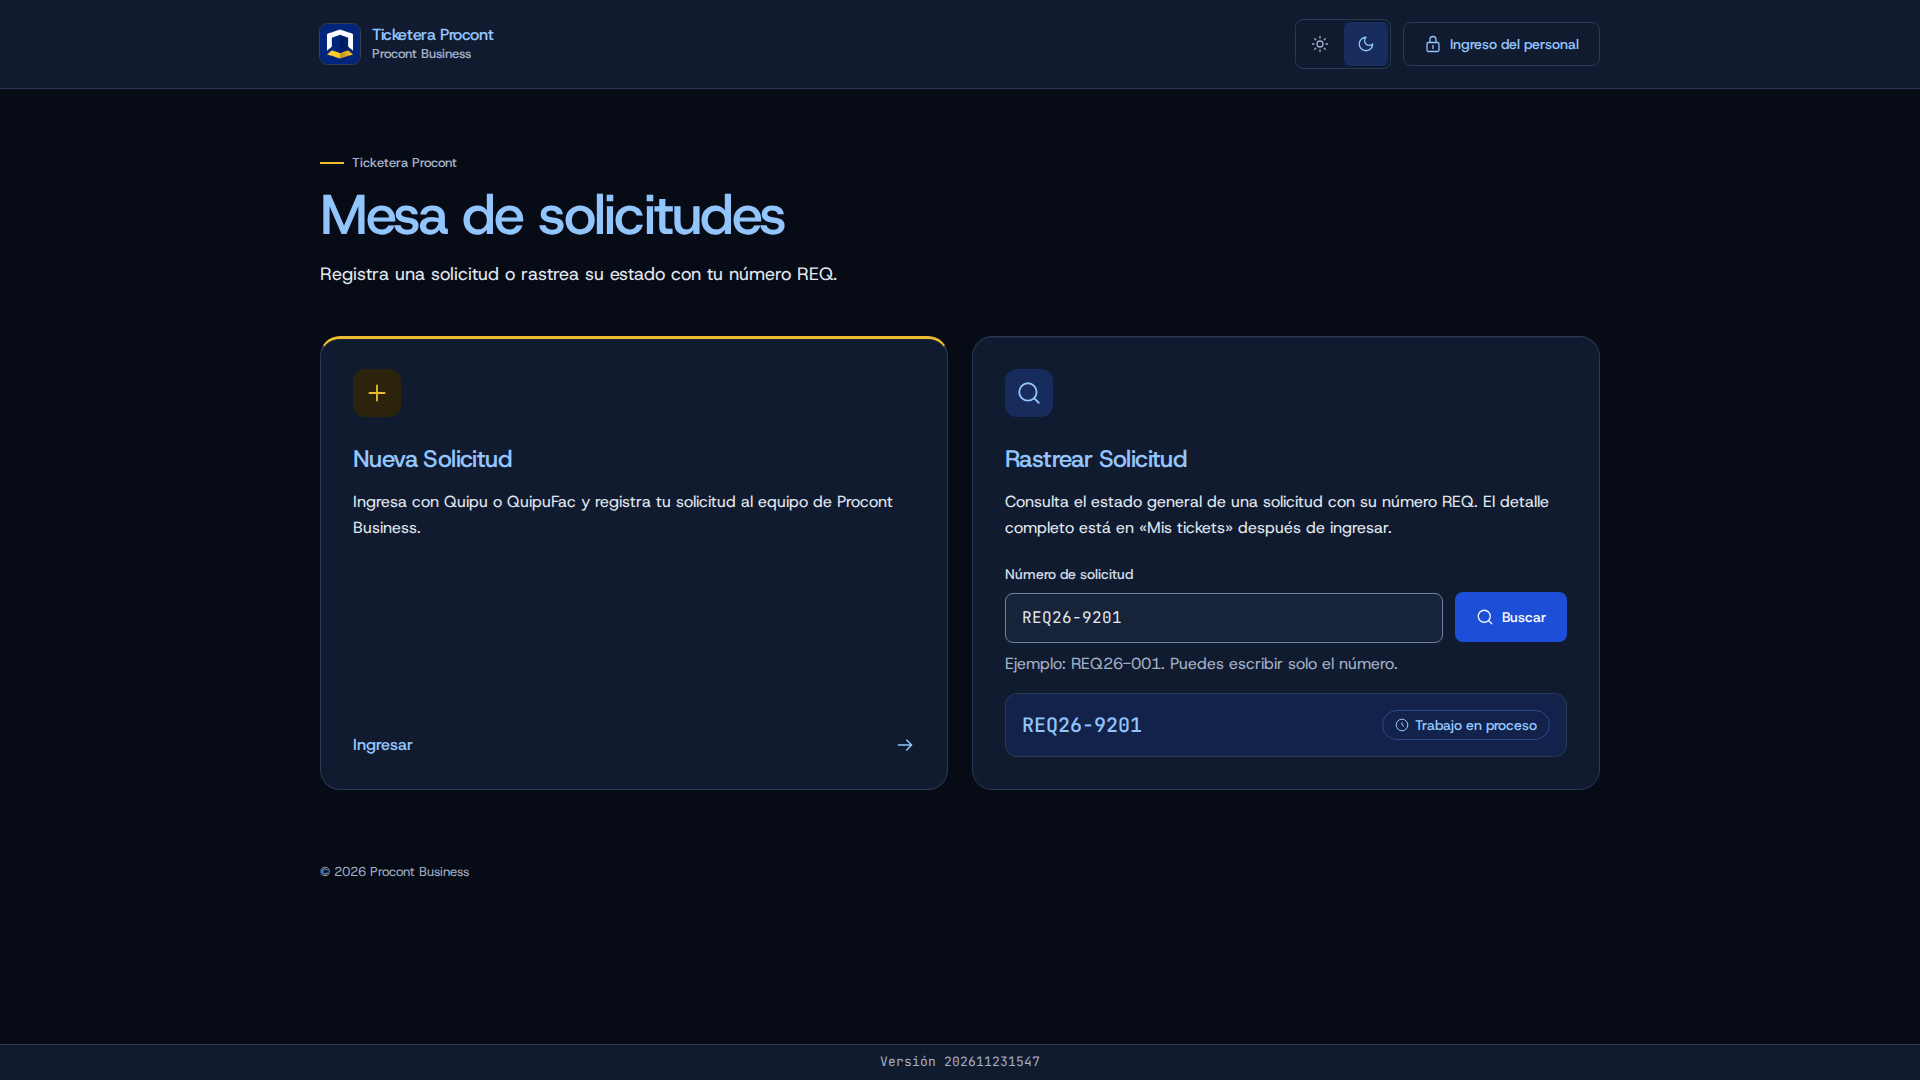 Ticketera Procont
Procont Business
Ingreso del personal
Ticketera Procont
Mesa de solicitudes
Registra una solicitud o rastrea su estado con tu número REQ.
Nueva Solicitud
Ingresa con Quipu o QuipuFac y registra tu solicitud al equipo de Procont
Business.
Ingresar
Rastrear Solicitud
Consulta el estado general de una solicitud con su número REQ. El detalle
completo está en «Mis tickets» después de ingresar.
Número de solicitud
REQ26-9201
Buscar
Ejemplo: REQ26-001. Puedes escribir solo el número.
REQ26-9201
Trabajo en proceso
© 2026 Procont Business
Versión 202611231547